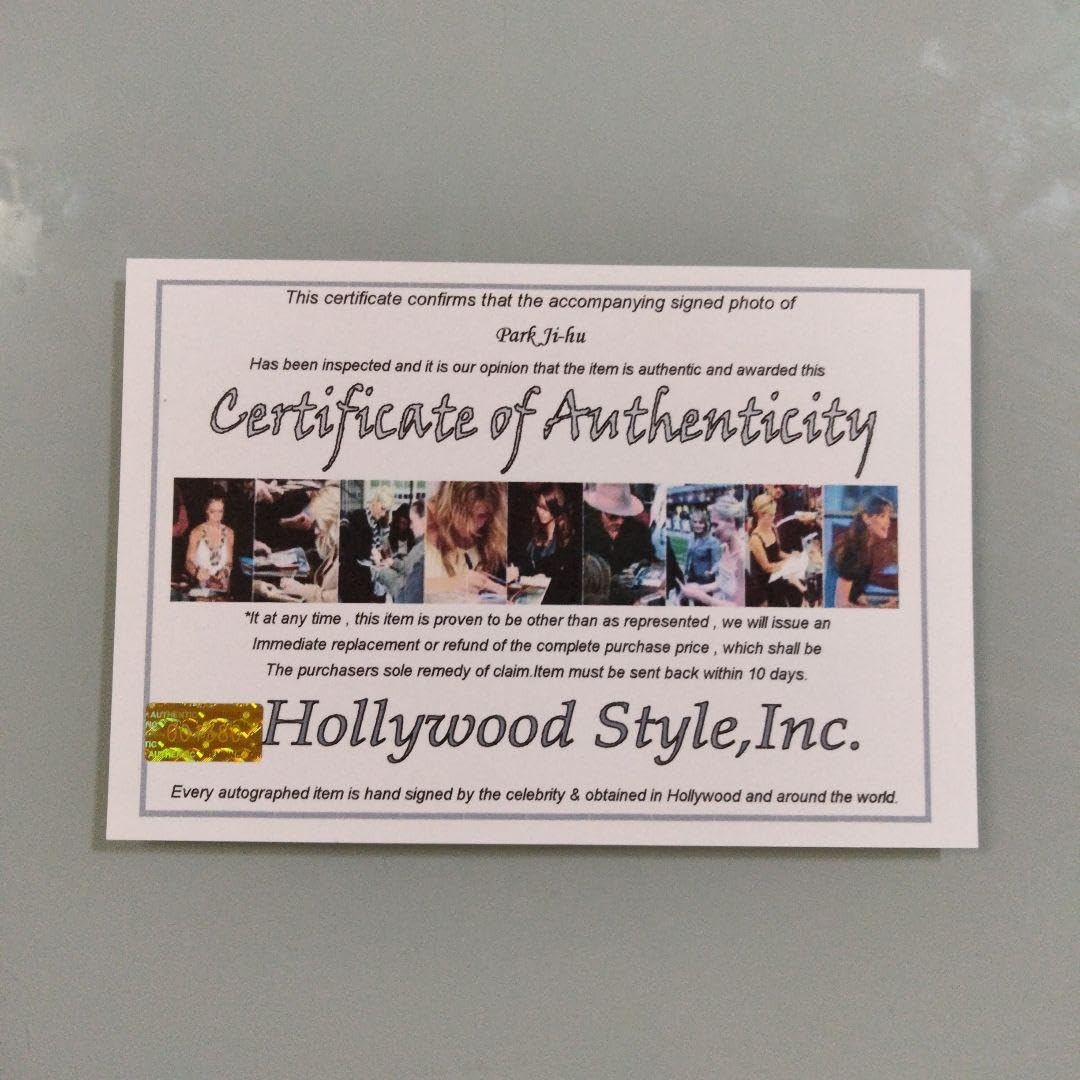 This certificate confirms that the accompanying signed photo of
Park Ji-hu
Has been inspected and it is our opinion that the item is authentic and awarded this
Certificate of Authenticity
*It at any time , this item is proven to be other than as represented , we will issue an
Immediate replacement or refund of the complete purchase price , which shall be
The purchasers sole remedy of claim.Item must be sent back within 10 days.
AUTHENTIC
Hollywood Style,Inc.
Every autographed item is hand signed by the celebrity & obtained in Hollywood and around the world.